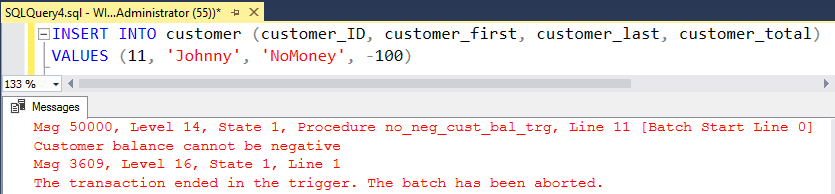 SQLQuery4.sql - WI...Administrator (55))*
INSERT INTO customer (customer_ID, customer_first, customer_last, customer_total)
VALUES (11, 'Johnny', 'NoMoney', -100)
133 %
Messages
Msg 50000, Level 14, State 1, Procedure no_neg_cust_bal_trg, Line 11 [Batch Start Line 0]
Customer balance cannot be negative
Msg 3609, Level 16, State 1, Line 1
The transaction ended in the trigger. The batch has been aborted.